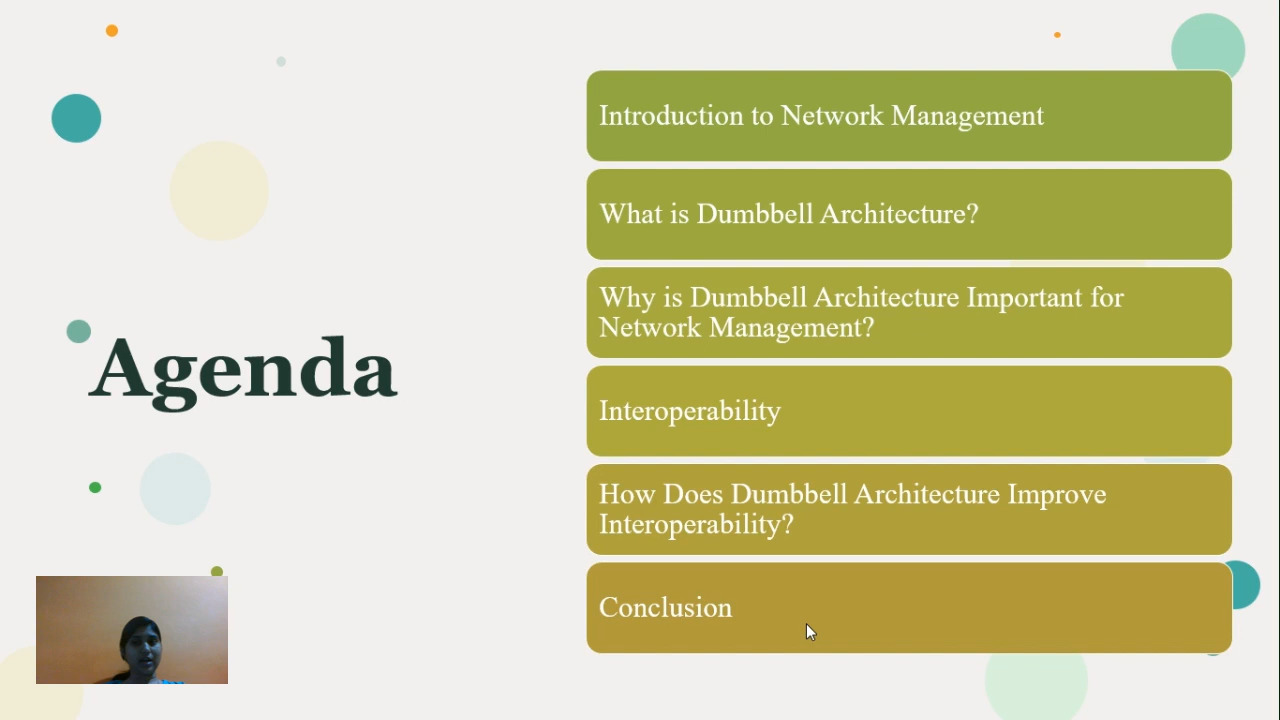 Agenda
Introduction to Network Management
What is Dumbbell Architecture?
Why is Dumbbell Architecture Important for
Network Management?
Interoperability
How Does Dumbbell Architecture Improve
Interoperability?
Conclusion